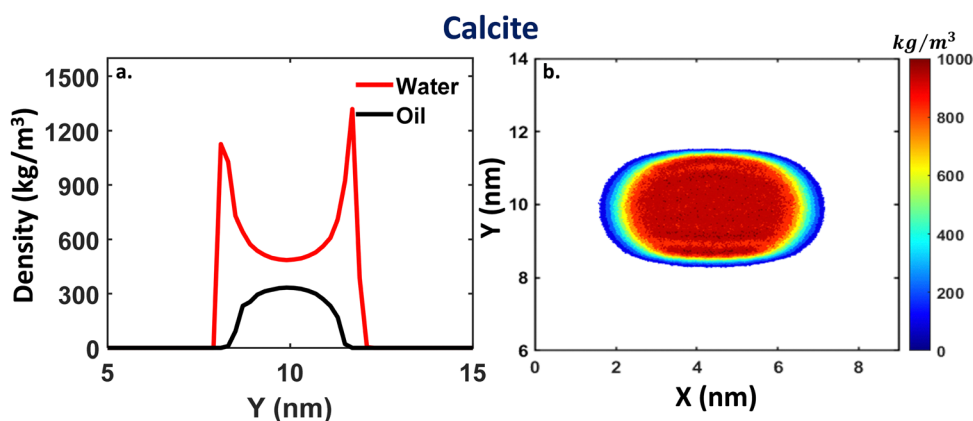 Calcite
a.
Water
Oil
1500
1200
900
600
300
0
Density (kg/m³)
5
10
15
Y (nm)
b.
14
12
10
8
6
Y (nm)
0
2
4
6
8
X (nm)
kg/m³
1000
800
600
400
200
0